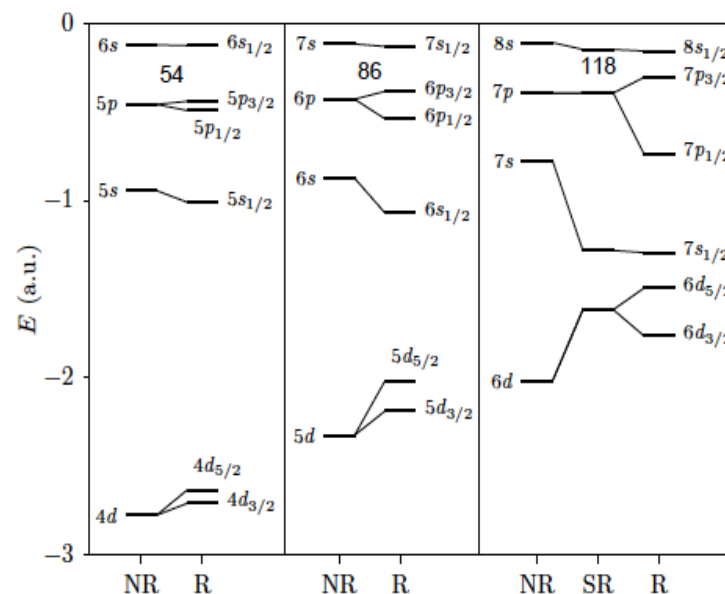 0
−1
−2
−3
E (a.u.)
6s
6s1/2
54
5p
5p3/2
5p1/2
5s
5s1/2
4d5/2
4d
4d3/2
NR R
7s
7s1/2
86
6p
6p3/2
6p1/2
6s
6s1/2
5d5/2
5d
5d3/2
NR R
8s
8s1/2
118
7p
7p3/2
7p1/2
7s
7s1/2
6d5/2
6d
6d3/2
NR SR R